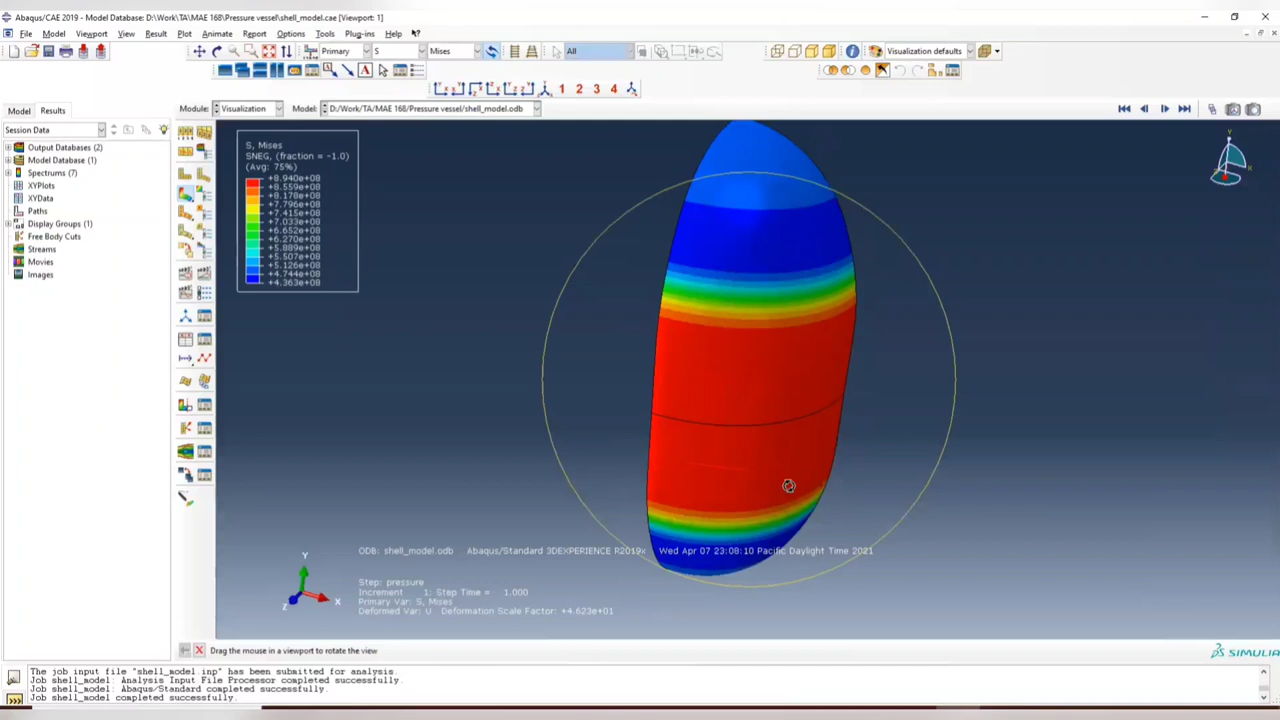 Abaqus/CAE 2019 - Model Database: D:\Work\TA\MAE 168\Pressure vessel\shell_model.cae [Viewport: 1]
File Model Viewport View Result Plot Animate Report Options Tools Plug-ins Help
Primary S Mises All Visualization defaults
1 2 3 4
Model Results Module: Visualization Model: D:/Work/TA/MAE 168/Pressure vessel/shell_model.odb
Session Data
Output Databases (2)
Model Database (1)
Spectrums (7)
XYPlots
XYData
Paths
Display Groups (1)
Free Body Cuts
Streams
Movies
Images
S, Mises
SNEG, (fraction = -1.0)
(Avg: 75%)
+8.940e+08
+8.559e+08
+8.178e+08
+7.796e+08
+7.415e+08
+7.033e+08
+6.652e+08
+6.270e+08
+5.889e+08
+5.507e+08
+5.126e+08
+4.744e+08
+4.363e+08
Y
X
Y
X
Z
ODB: shell_model.odb Abaqus/Standard 3DEXPERIENCE R2019x Wed Apr 07 23:08:10 Pacific Daylight Time 2021
Step: pressure
Increment 1: Step Time = 1.000
Primary Var: S, Mises
Deformed Var: U Deformation Scale Factor: +4.623e+01
Drag the mouse in a viewport to rotate the view
SIMULIA
The job input file "shell_model.inp" has been submitted for analysis.
Job shell_model: Analysis Input File Processor completed successfully.
Job shell_model: Abaqus/Standard completed successfully.
Job shell_model completed successfully.